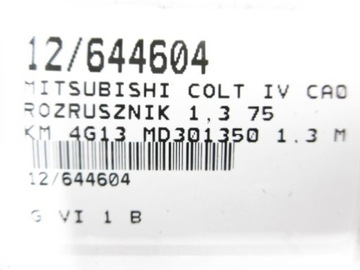 12/644604
MITSUBISHI COLT IV CAO
ROZRUSZNIK 1,3 75
KM 4G13 MD301350 1.3 M
12/644604
G VI 1 B